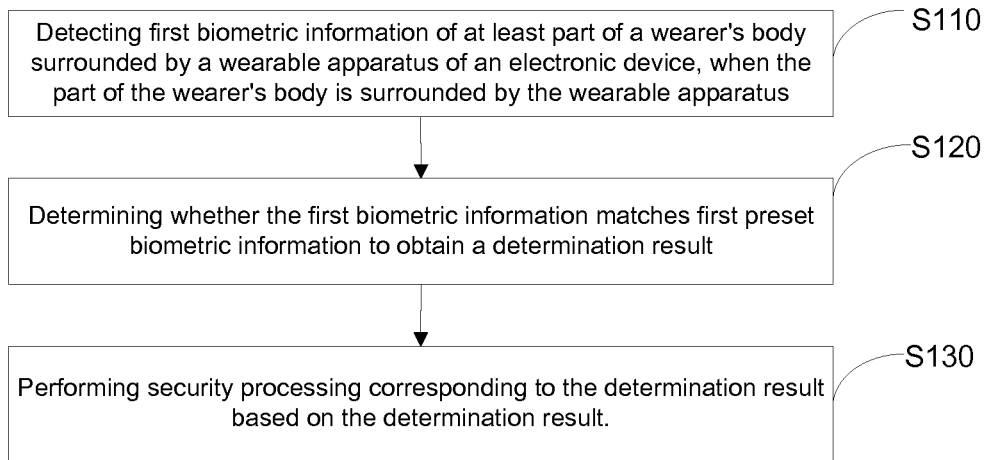 Detecting first biometric information of at least part of a wearer's body
surrounded by a wearable apparatus of an electronic device, when the
part of the wearer's body is surrounded by the wearable apparatus
S110
Determining whether the first biometric information matches first preset
biometric information to obtain a determination result
S120
Performing security processing corresponding to the determination result
based on the determination result.
S130